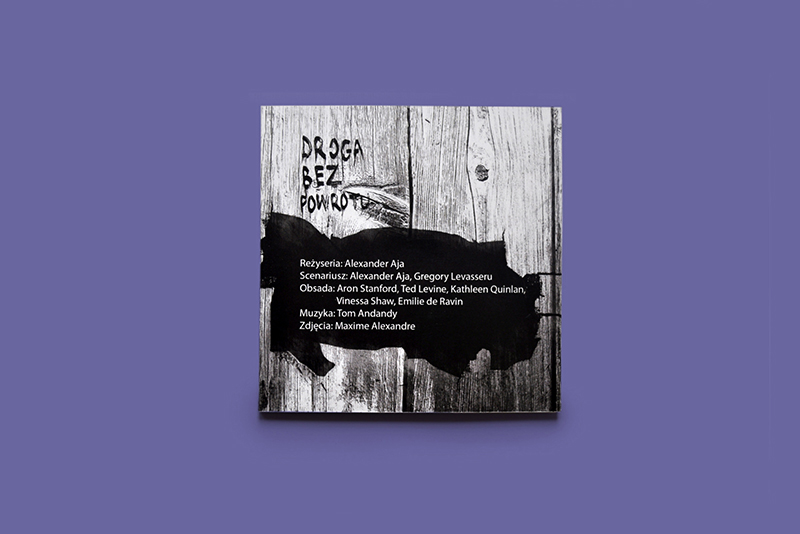 DROGA
BEZ
POWROTU
Reżyseria: Alexander Aja
Scenariusz: Alexander Aja, Gregory Levasseru
Obsada: Aron Stanford, Ted Levine, Kathleen Quinlan,
Vinessa Shaw, Emilie de Ravin
Muzyka: Tom Andandy
Zdjęcia: Maxime Alexandre